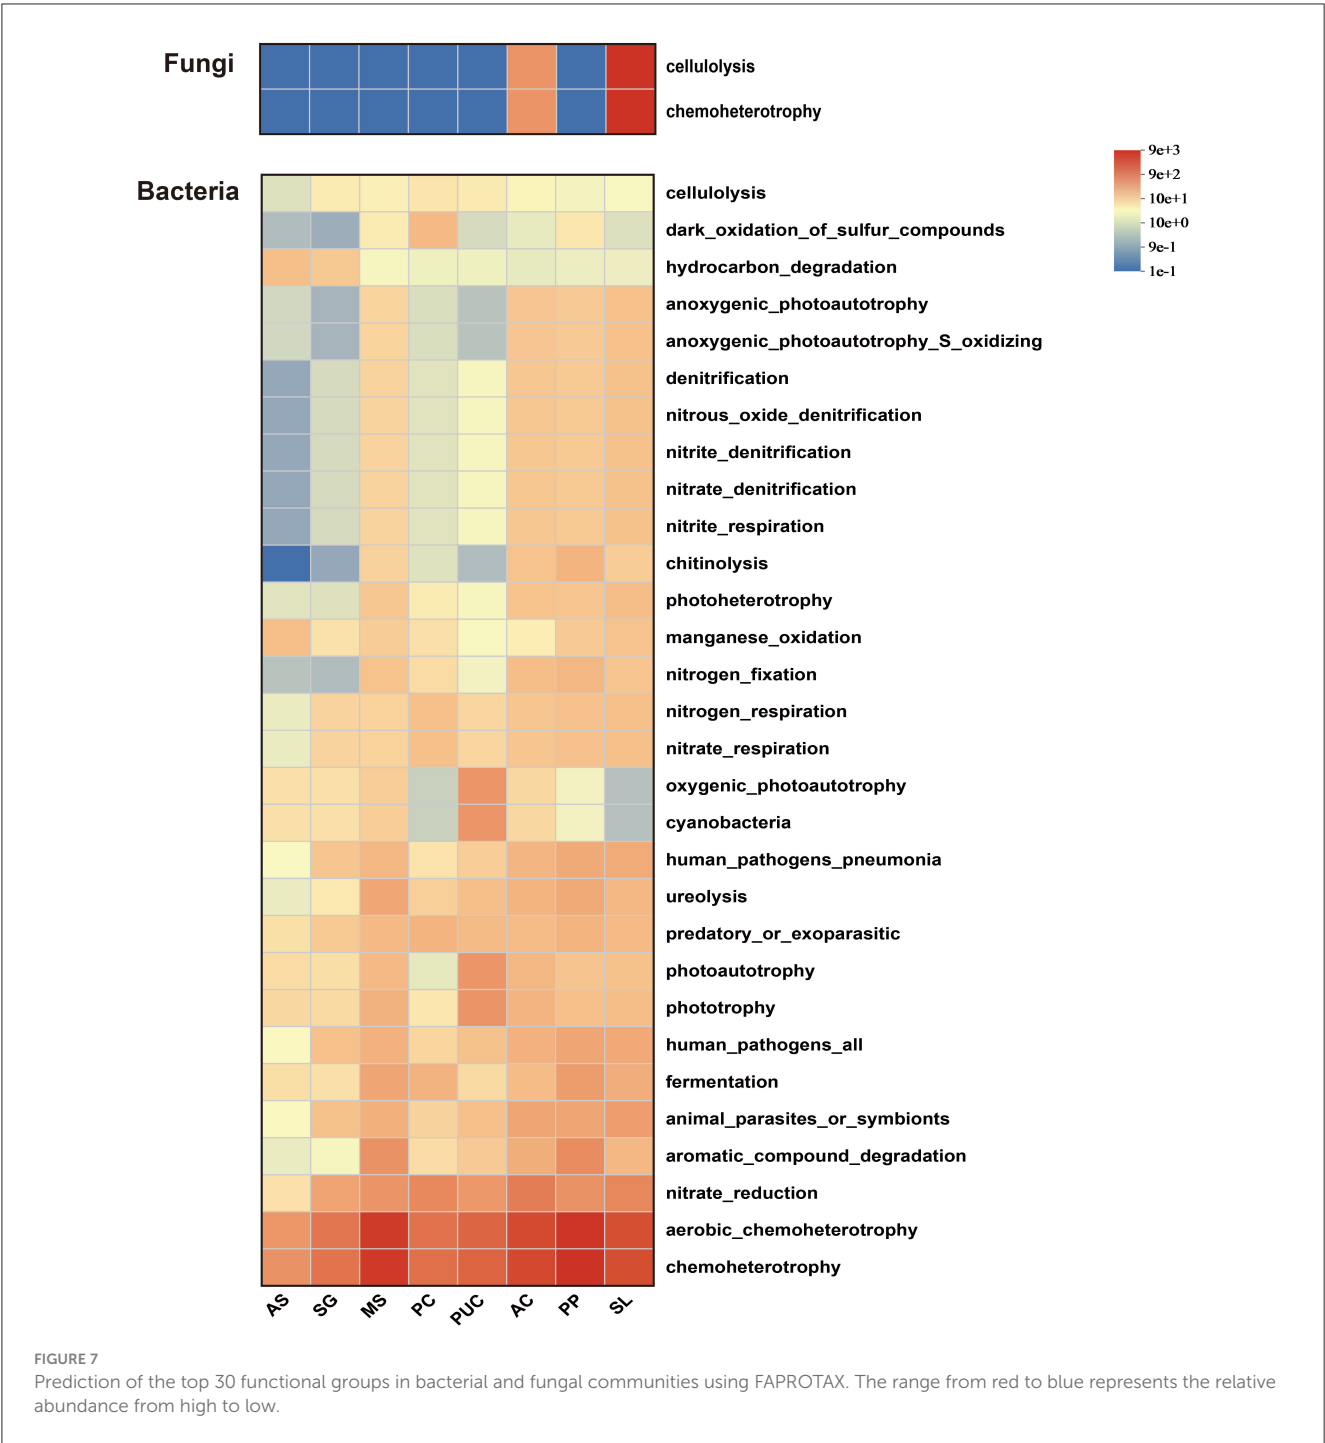 Fungi
cellulolysis
chemoheterotrophy
9e+3
9e+2
10e+1
10e+0
9e-1
1e-1
Bacteria
cellulolysis
dark_oxidation_of_sulfur_compounds
hydrocarbon_degradation
anoxygenic_photoautotrophy
anoxygenic_photoautotrophy_S_oxidizing
denitrification
nitrous_oxide_denitrification
nitrite_denitrification
nitrate_denitrification
nitrite_respiration
chitinolysis
photoheterotrophy
manganese_oxidation
nitrogen_fixation
nitrogen_respiration
nitrate_respiration
oxygenic_photoautotrophy
cyanobacteria
human_pathogens_pneumonia
ureolysis
predatory_or_exoparasitic
photoautotrophy
phototrophy
human_pathogens_all
fermentation
animal_parasites_or_symbionts
aromatic_compound_degradation
nitrate_reduction
aerobic_chemoheterotrophy
chemoheterotrophy
AS SG MS PC PUC AC PP SL
FIGURE 7
Prediction of the top 30 functional groups in bacterial and fungal communities using FAPROTAX. The range from red to blue represents the relative
abundance from high to low.